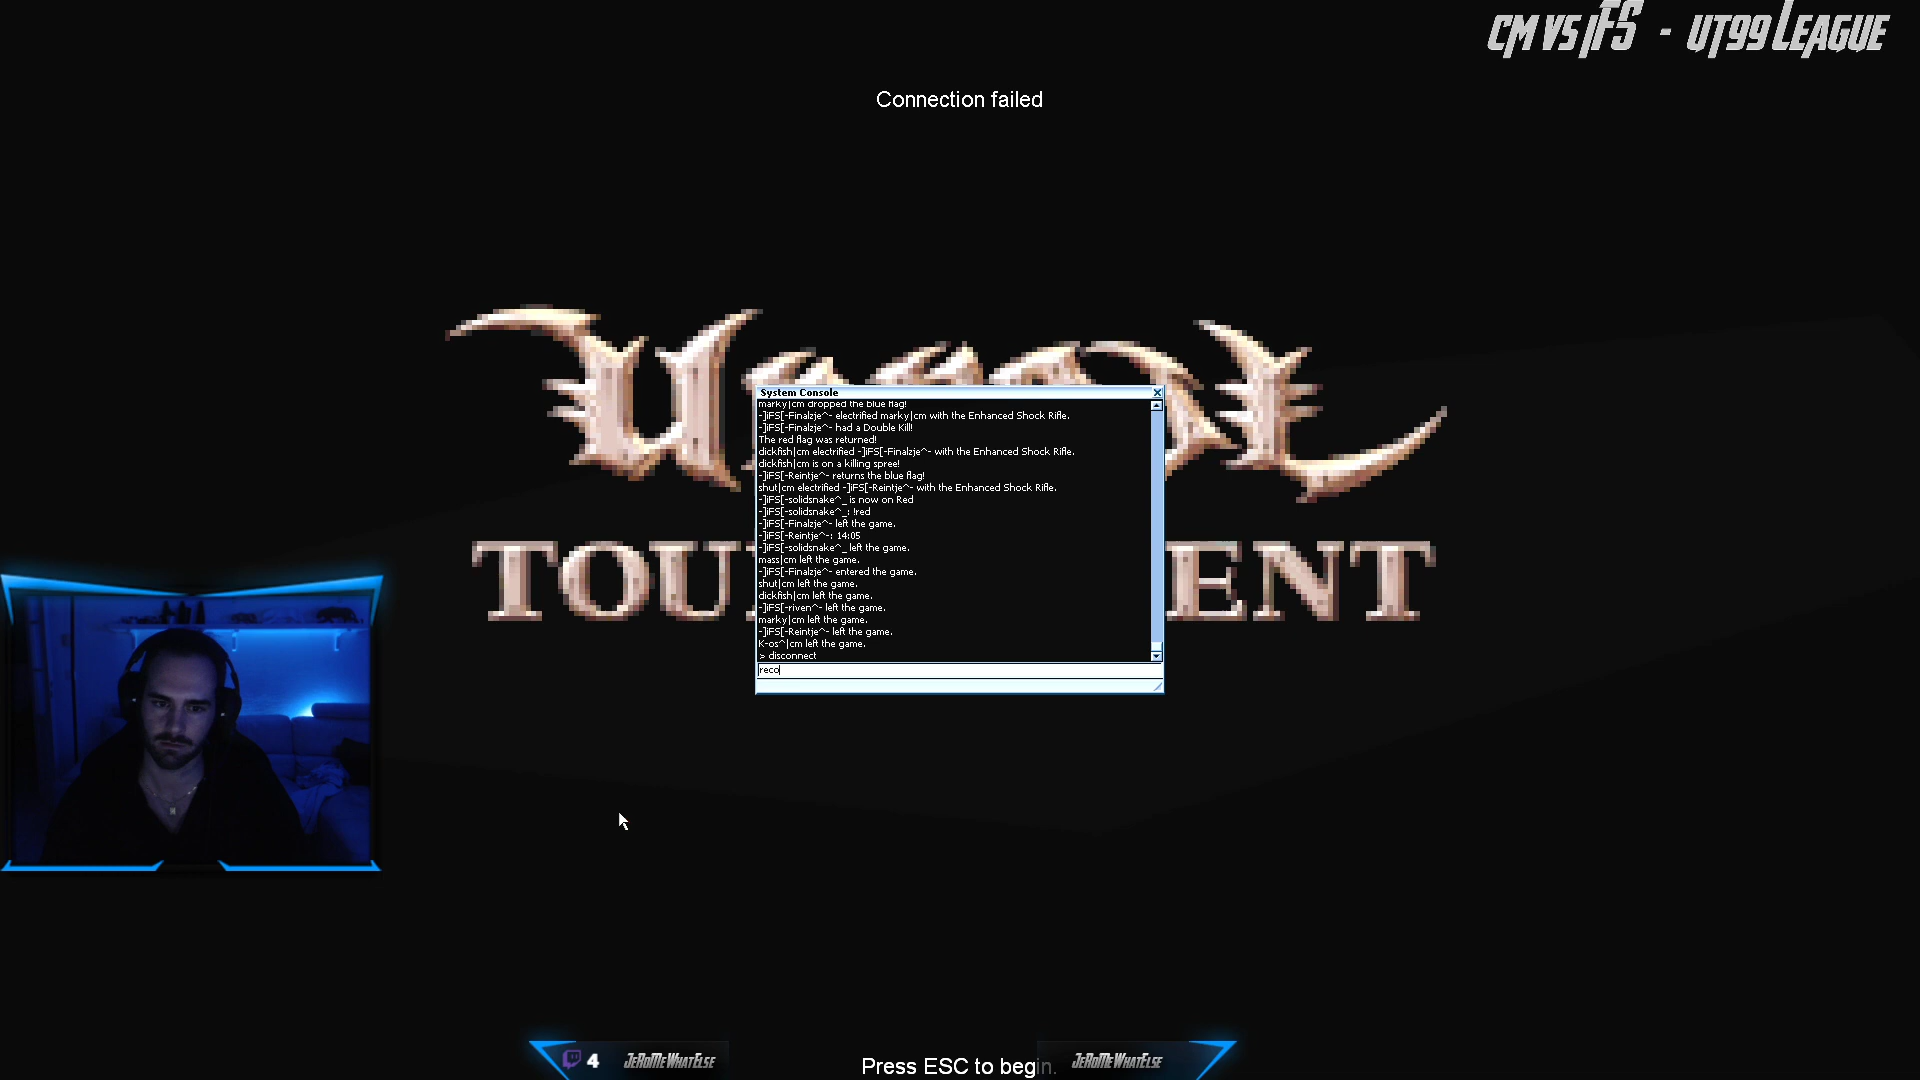 CM VS IFS - UT99 LEAGUE
Connection failed
UNREAL
TOURNAMENT
System Console
marky|cm dropped the blue flag!
-]iFS[-Finalzje^- electrified marky|cm with the Enhanced Shock Rifle.
-]iFS[-Finalzje^- had a Double Kill!
The red flag was returned!
dickfish|cm electrified -]iFS[-Finalzje^- with the Enhanced Shock Rifle.
dickfish|cm is on a killing spree!
-]iFS[-Reintje^- returns the blue flag!
shut|cm electrified -]iFS[-Reintje^- with the Enhanced Shock Rifle.
-]iFS[-solidsnake^_ is now on Red
-]iFS[-solidsnake^_: !red
-]iFS[-Finalzje^- left the game.
-]iFS[-Reintje^-: 14:05
-]iFS[-solidsnake^_ left the game.
mass|cm left the game.
-]iFS[-Finalzje^- entered the game.
shut|cm left the game.
dickfish|cm left the game.
-]iFS[-riven^- left the game.
marky|cm left the game.
-]iFS[-Reintje^- left the game.
K-os^|cm left the game.
> disconnect
reco
4 JeRoMeWhatElse
Press ESC to begin.
JeRoMeWhatElse